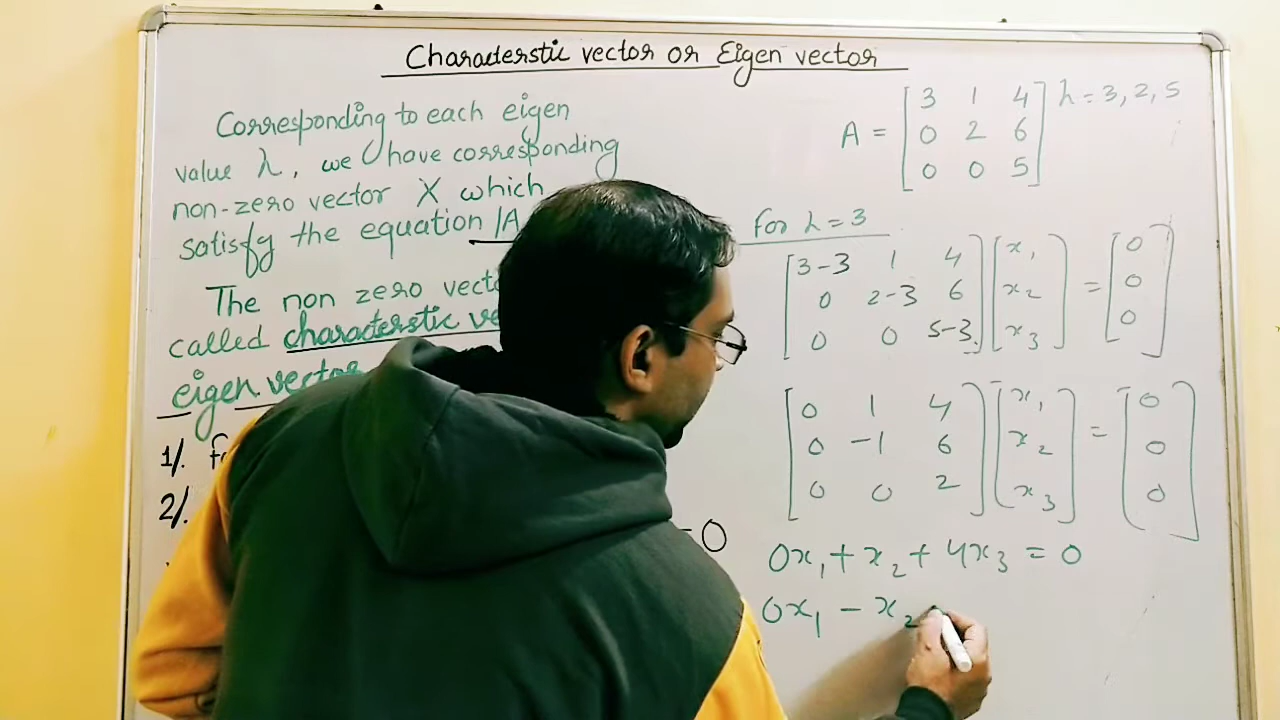 Characterstic vector or Eigen vector
Corresponding to each eigen
value λ, we have corresponding
non-zero vector X which
satisfy the equation |A
The non zero
called characterstic
eigen vector
1/.
2/.
-0
A = [3 1 4] λ = 3, 2, 5
[0 2 6]
[0 0 5]
for λ = 3
[3-3 1 4] [x₁] = [0]
[0 2-3 6] [x₂] [0]
[0 0 5-3] [x₃] [0]
[0 1 4] [x₁] = [0]
[0 -1 6] [x₂] [0]
[0 0 2] [x₃] [0]
0x₁ + x₂ + 4x₃ = 0
0x₁ - x₂